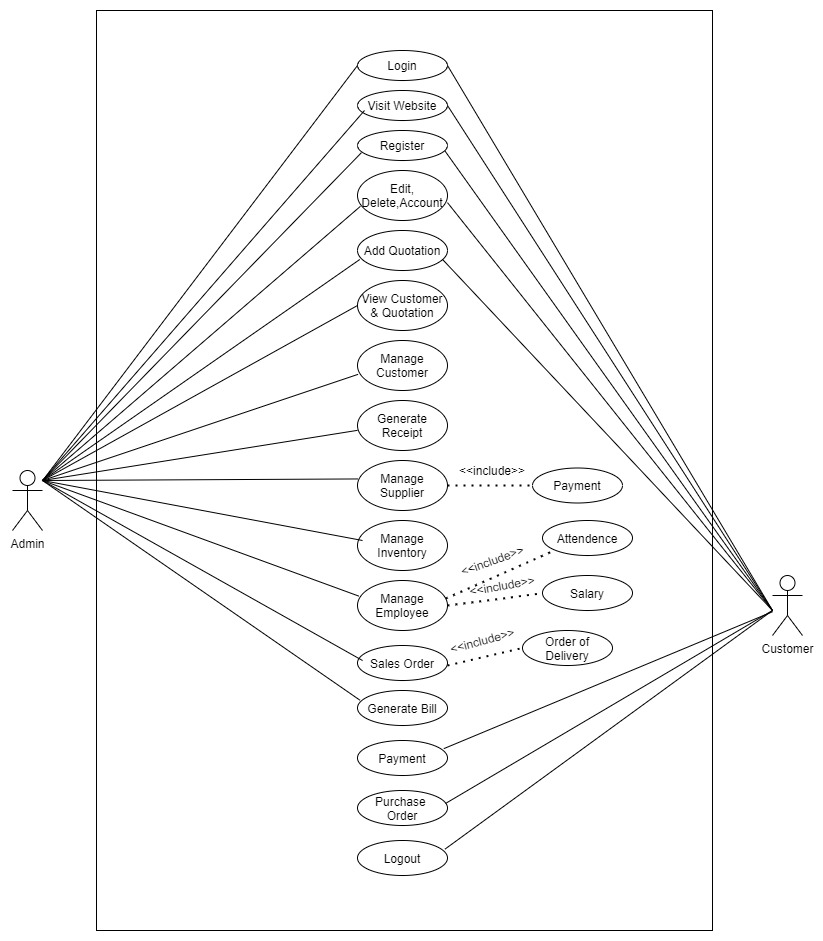 Login
Visit Website
Register
Edit,
Delete,Account
Add Quotation
View Customer
& Quotation
Manage
Customer
Generate
Receipt
Manage
Supplier
<<include>>
Payment
Manage
Inventory
Attendence
<<include>>
Manage
Employee
<<include>>
Salary
Sales Order
<<include>>
Order of
Delivery
Generate Bill
Payment
Purchase
Order
Logout
Admin
Customer